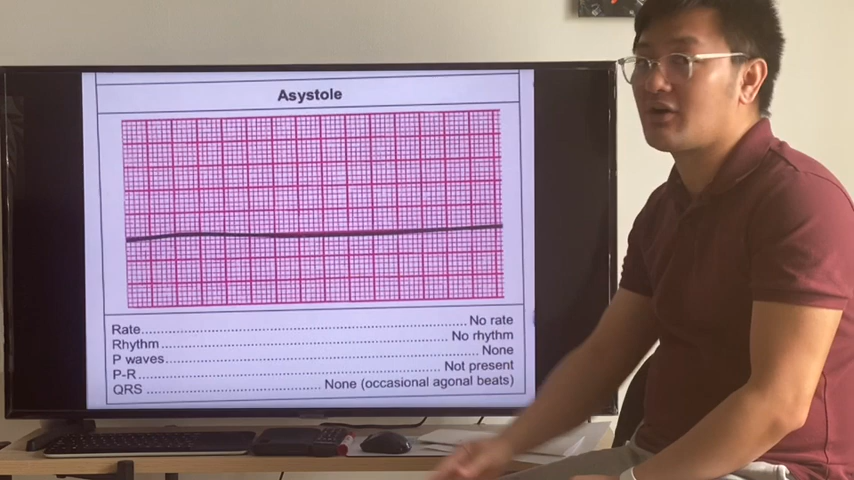 Asystole
Rate.......................................................................................... No rate
Rhythm................................................................................ No rhythm
P waves....................................................................................... None
P-R..................................................................................... Not present
QRS ............................................. None (occasional agonal beats)